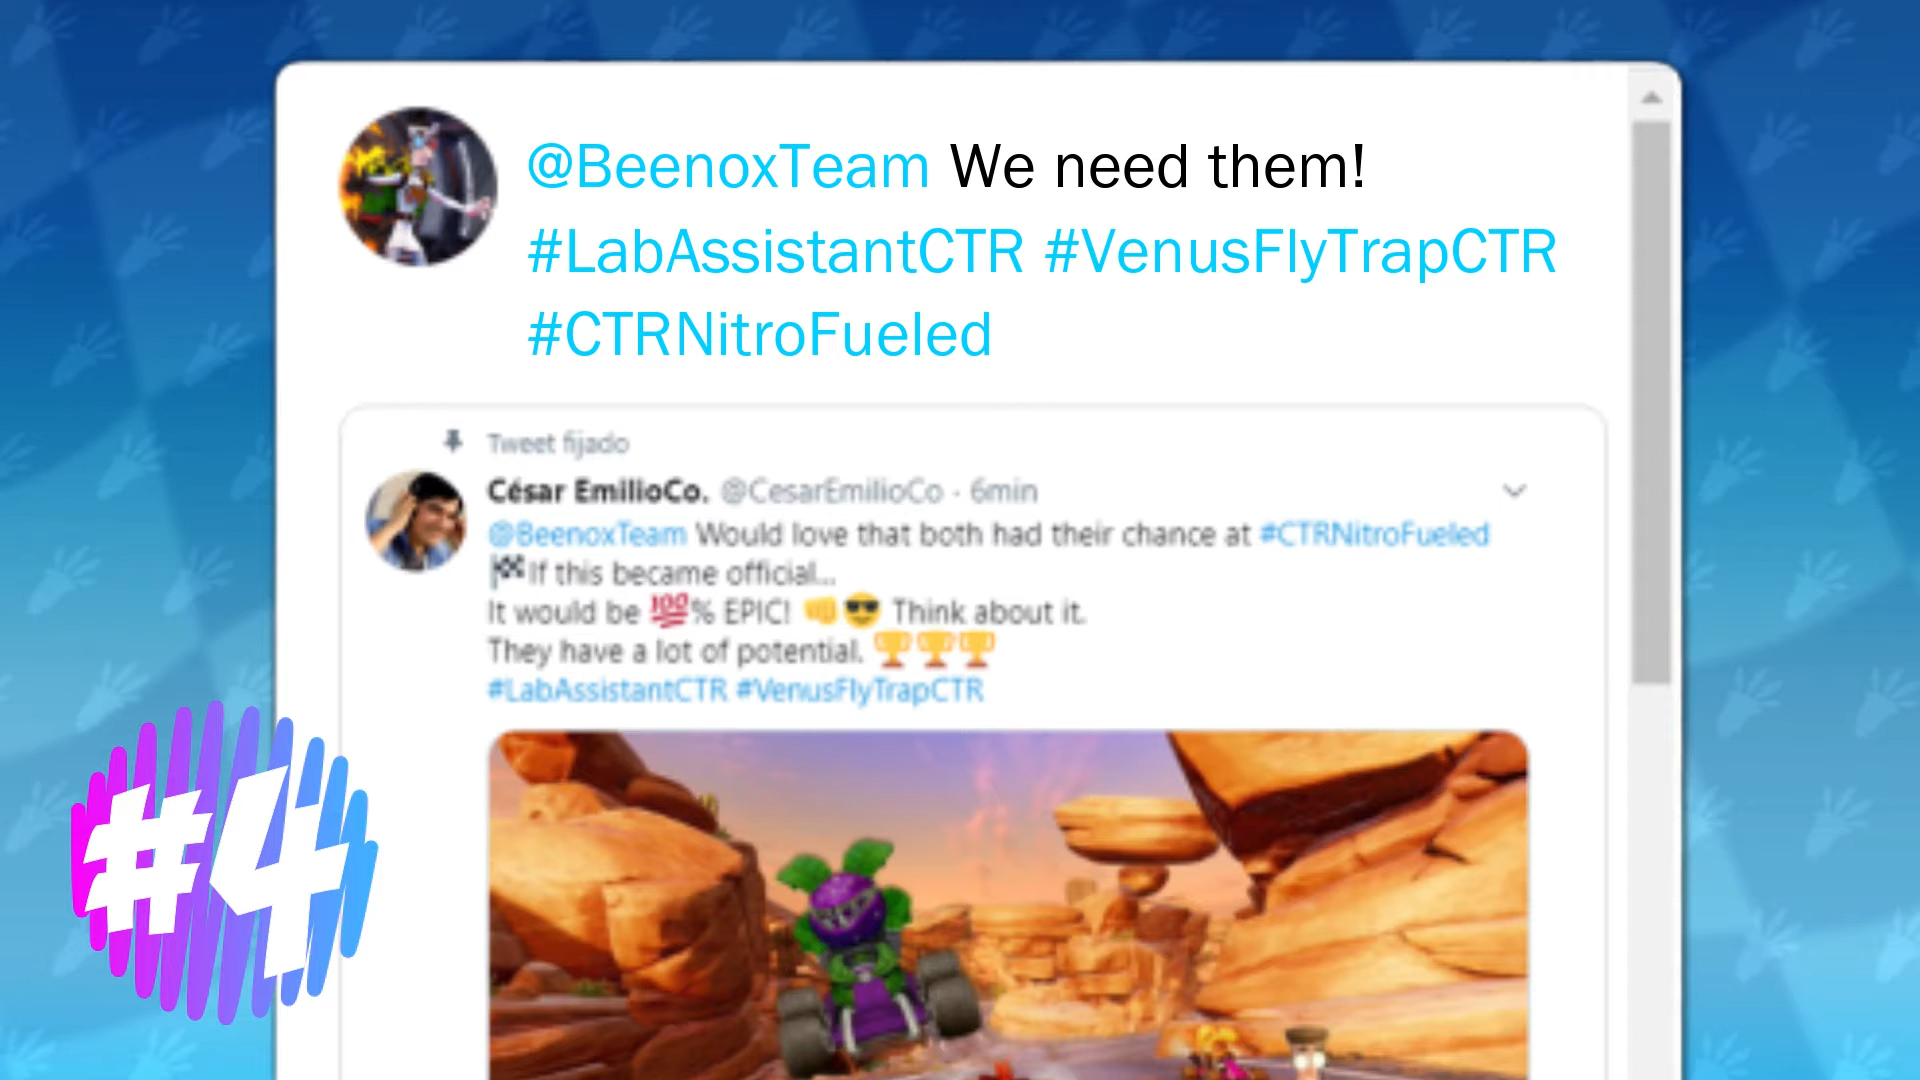 @BeenoxTeam We need them!
#LabAssistantCTR #VenusFlyTrapCTR
#CTRNitroFueled
Tweet fijado
César EmilioCo. @CesarEmilioCo · 6min
@BeenoxTeam Would love that both had their chance at #CTRNitroFueled
🏁If this became official...
It would be 💯% EPIC! 👊😎 Think about it.
They have a lot of potential. 🏆🏆🏆
#LabAssistantCTR #VenusFlyTrapCTR
#4